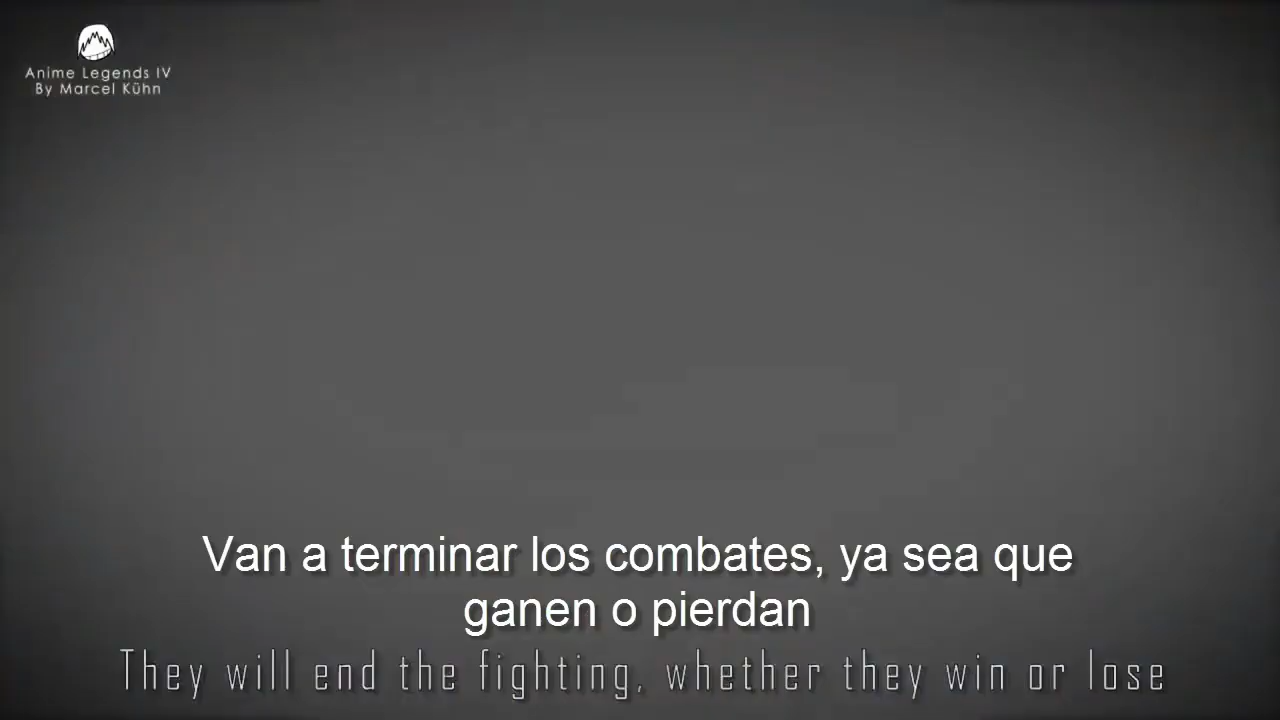 Anime Legends IV
By Marcel Kühn
Van a terminar los combates, ya sea que
ganen o pierdan
They will end the fighting, whether they win or lose